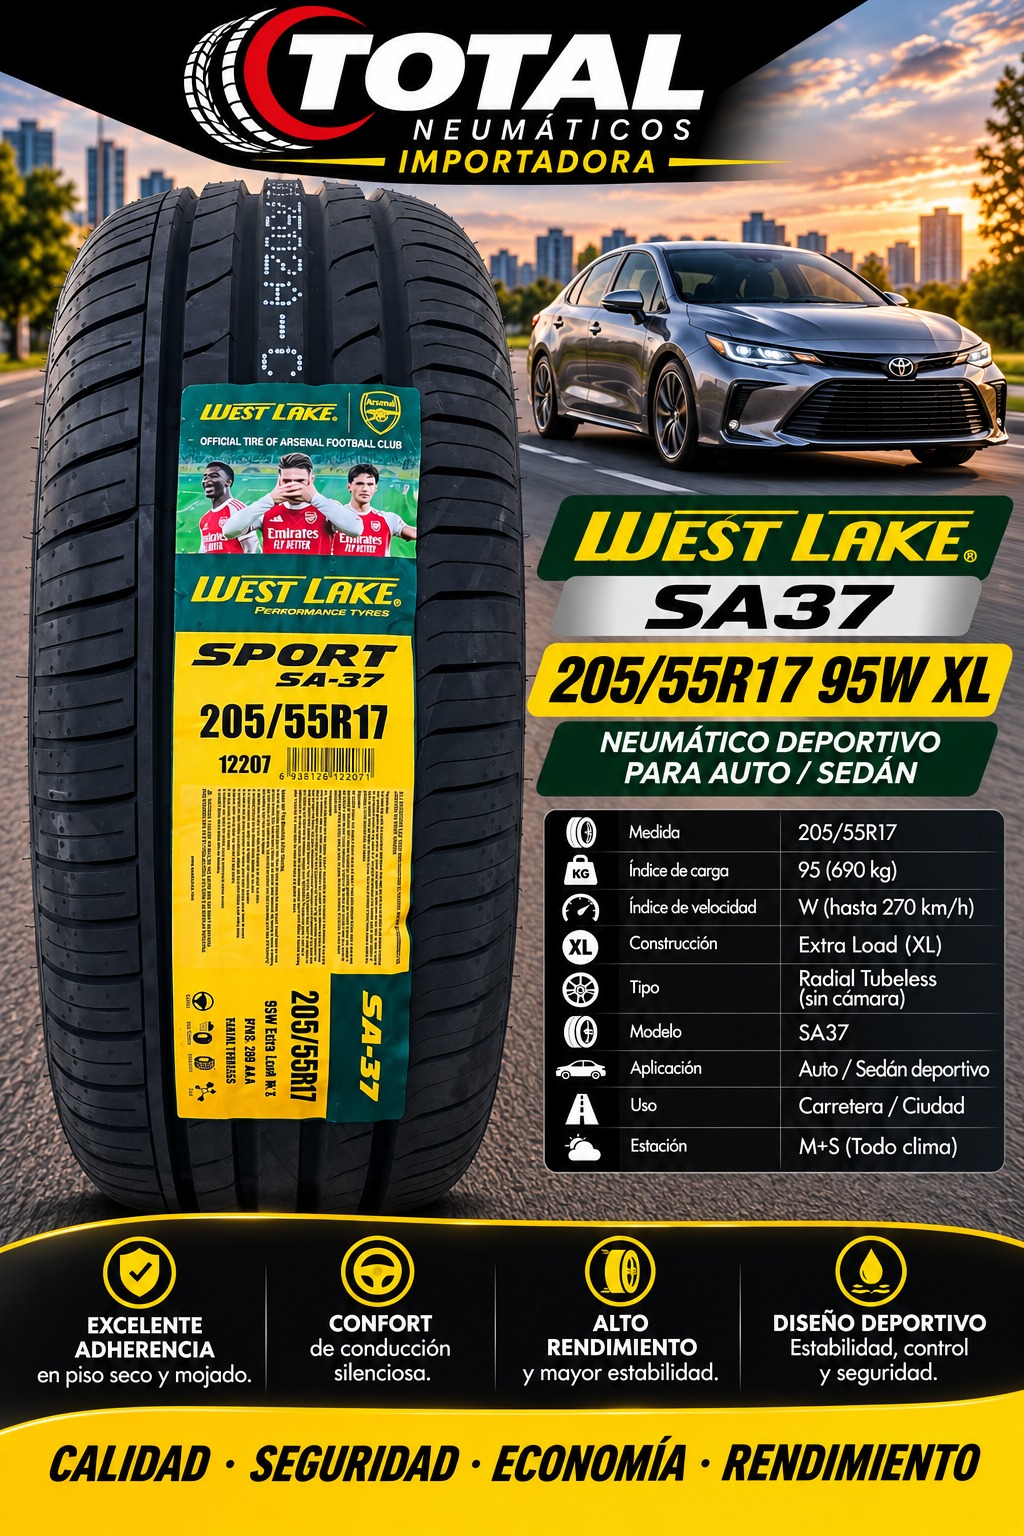 TOTAL
NEUMÁTICOS
IMPORTADORA
WEST LAKE®
Arsenal
OFFICIAL TIRE OF ARSENAL FOOTBALL CLUB
Emirates
FLY BETTER
Emirates
FLY BETTER
WEST LAKE®
PERFORMANCE TYRES
SPORT
SA-37
205/55R17
12207
6 938126 122071
SA-37
205/55R17
WEST LAKE®
SA37
205/55R17 95W XL
NEUMÁTICO DEPORTIVO
PARA AUTO / SEDÁN
Medida 205/55R17
KG Índice de carga 95 (690 kg)
Índice de velocidad W (hasta 270 km/h)
XL Construcción Extra Load (XL)
Tipo Radial Tubeless
(sin cámara)
Modelo SA37
Aplicación Auto / Sedán deportivo
Uso Carretera / Ciudad
Estación M+S (Todo clima)
EXCELENTE
ADHERENCIA
en piso seco y mojado.
CONFORT
de conducción
silenciosa.
ALTO
RENDIMIENTO
y mayor estabilidad.
DISEÑO DEPORTIVO
Estabilidad, control
y seguridad.
CALIDAD · SEGURIDAD · ECONOMÍA · RENDIMIENTO